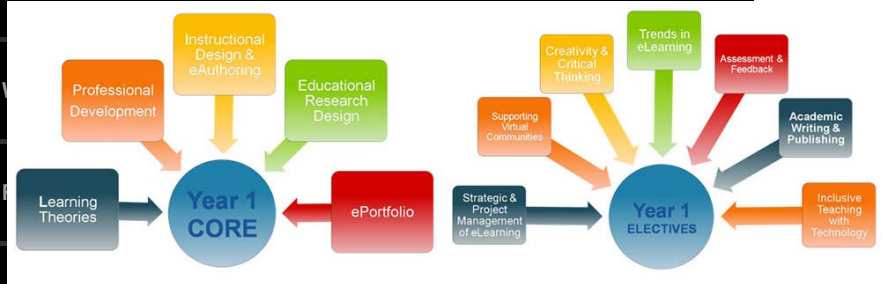 Learning
Theories
Professional
Development
Instructional
Design &
eAuthoring
Educational
Research
Design
ePortfolio
Year 1
CORE
Strategic &
Project
Management
of eLearning
Supporting
Virtual
Communities
Creativity &
Critical
Thinking
Trends in
eLearning
Assessment &
Feedback
Academic
Writing &
Publishing
Inclusive
Teaching
with
Technology
Year 1
ELECTIVES